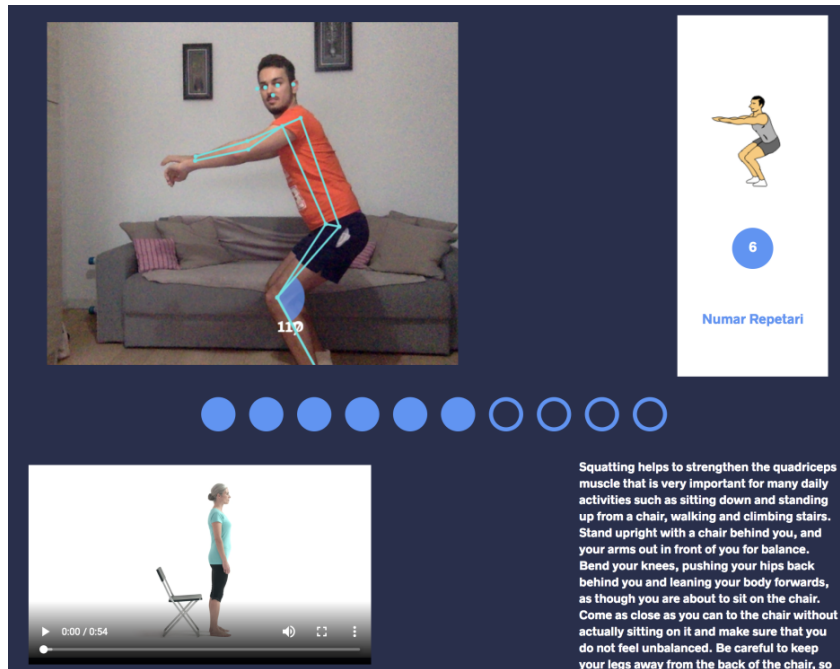 110
6
Numar Repetari
0:00 / 0:54
Squatting helps to strengthen the quadriceps
muscle that is very important for many daily
activities such as sitting down and standing
up from a chair, walking and climbing stairs.
Stand upright with a chair behind you, and
your arms out in front of you for balance.
Bend your knees, pushing your hips back
behind you and leaning your body forwards,
as though you are about to sit on the chair.
Come as close as you can to the chair without
actually sitting on it and make sure that you
do not feel unbalanced. Be careful to keep
your legs away from the back of the chair, so